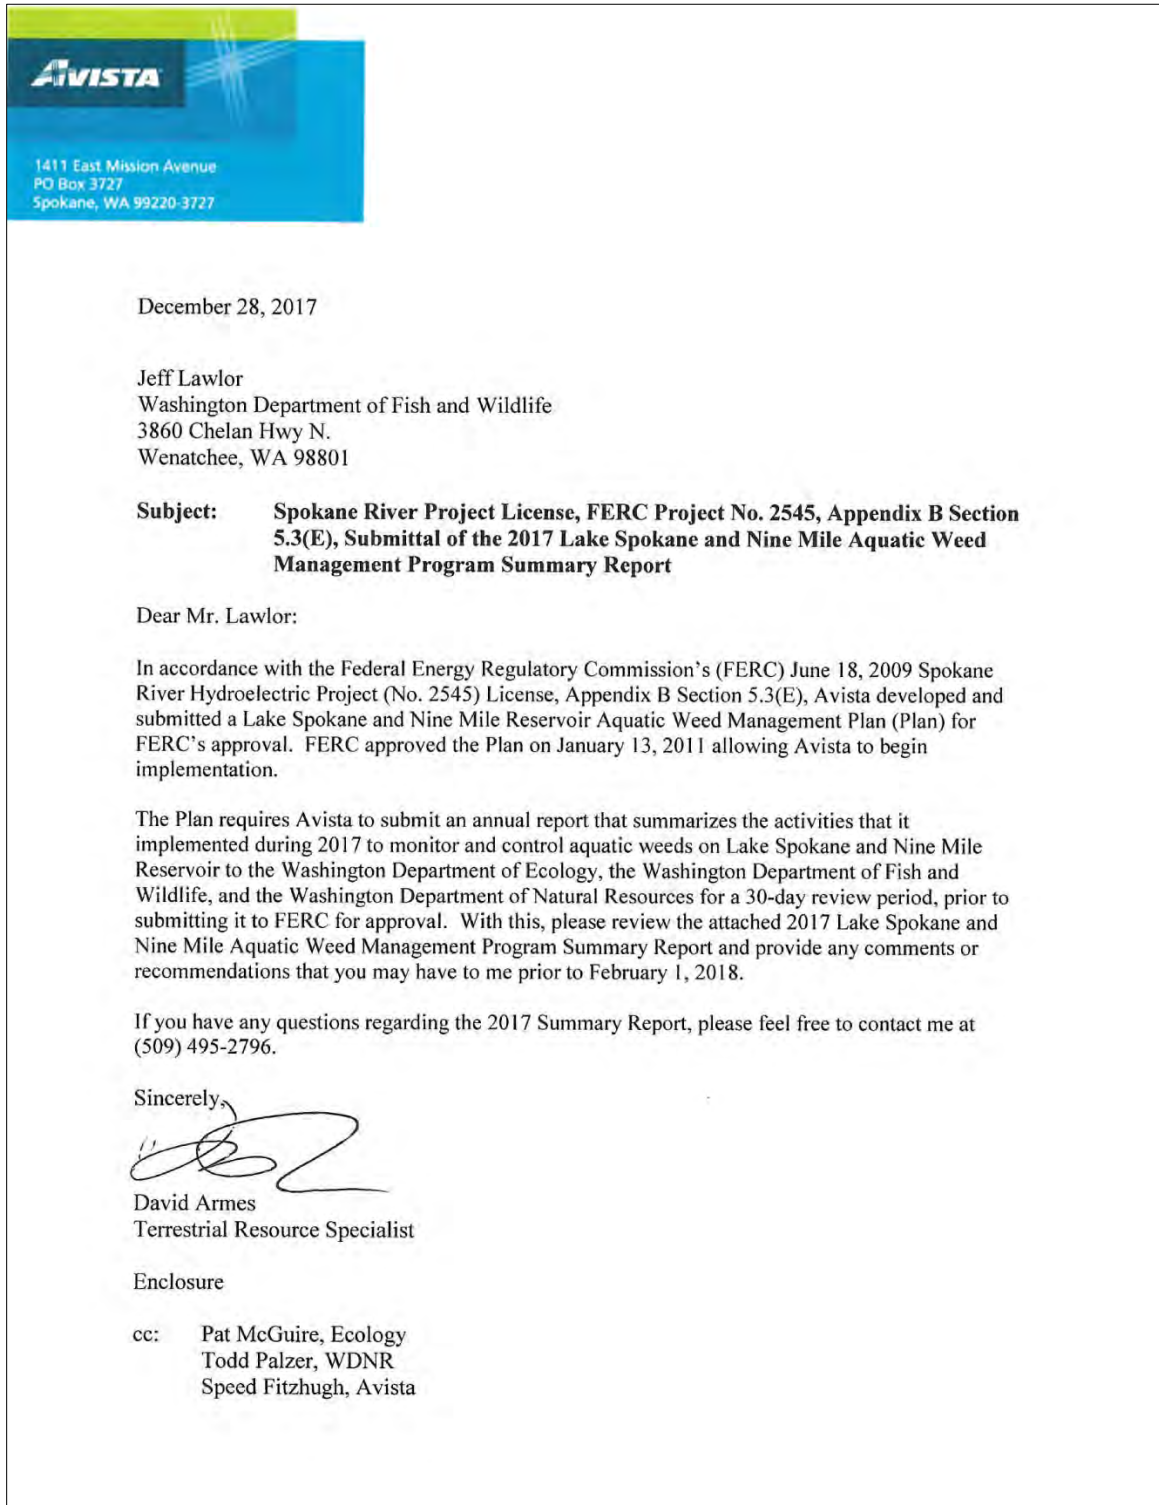 AVISTA
1411 East Mission Avenue
PO Box 3727
Spokane, WA 99220-3727
December 28, 2017
Jeff Lawlor
Washington Department of Fish and Wildlife
3860 Chelan Hwy N.
Wenatchee, WA 98801
Subject: Spokane River Project License, FERC Project No. 2545, Appendix B Section
5.3(E), Submittal of the 2017 Lake Spokane and Nine Mile Aquatic Weed
Management Program Summary Report
Dear Mr. Lawlor:
In accordance with the Federal Energy Regulatory Commission's (FERC) June 18, 2009 Spokane
River Hydroelectric Project (No. 2545) License, Appendix B Section 5.3(E), Avista developed and
submitted a Lake Spokane and Nine Mile Reservoir Aquatic Weed Management Plan (Plan) for
FERC's approval. FERC approved the Plan on January 13, 2011 allowing Avista to begin
implementation.
The Plan requires Avista to submit an annual report that summarizes the activities that it
implemented during 2017 to monitor and control aquatic weeds on Lake Spokane and Nine Mile
Reservoir to the Washington Department of Ecology, the Washington Department of Fish and
Wildlife, and the Washington Department of Natural Resources for a 30-day review period, prior to
submitting it to FERC for approval. With this, please review the attached 2017 Lake Spokane and
Nine Mile Aquatic Weed Management Program Summary Report and provide any comments or
recommendations that you may have to me prior to February 1, 2018.
If you have any questions regarding the 2017 Summary Report, please feel free to contact me at
(509) 495-2796.
Sincerely,
David Armes
Terrestrial Resource Specialist
Enclosure
cc: Pat McGuire, Ecology
Todd Palzer, WDNR
Speed Fitzhugh, Avista